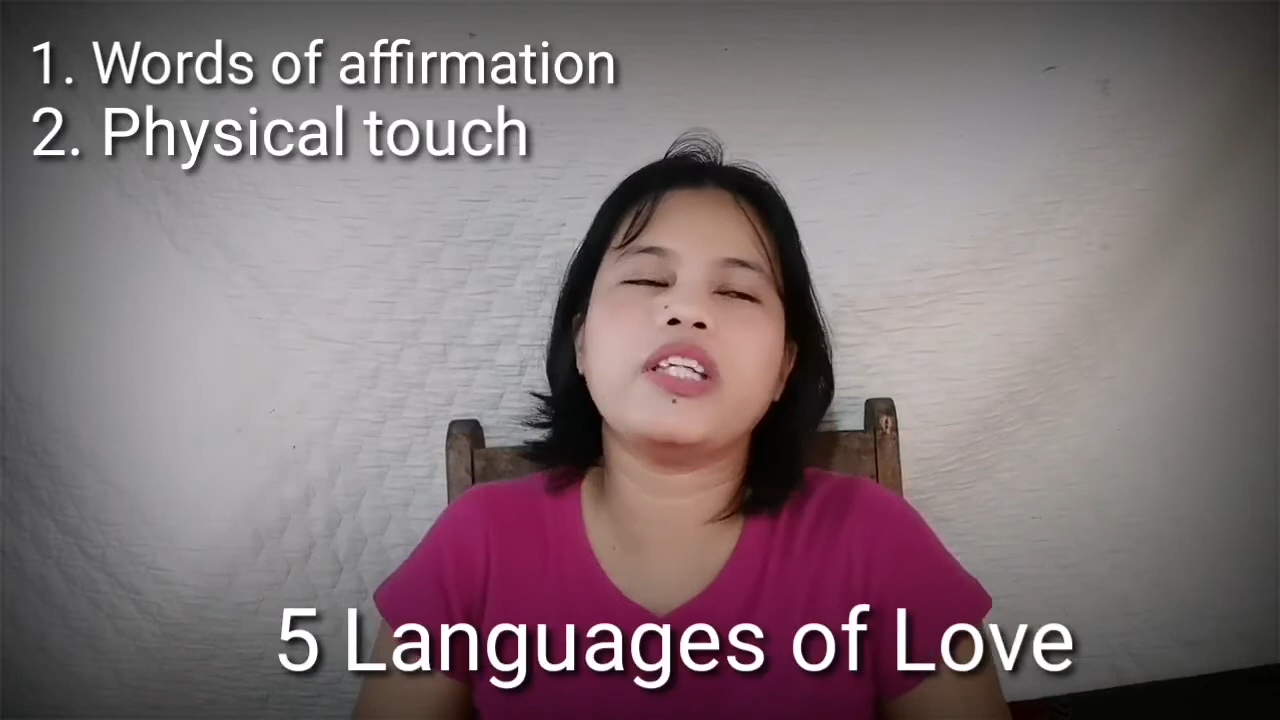 1. Words of affirmation
2. Physical touch
5 Languages of Love